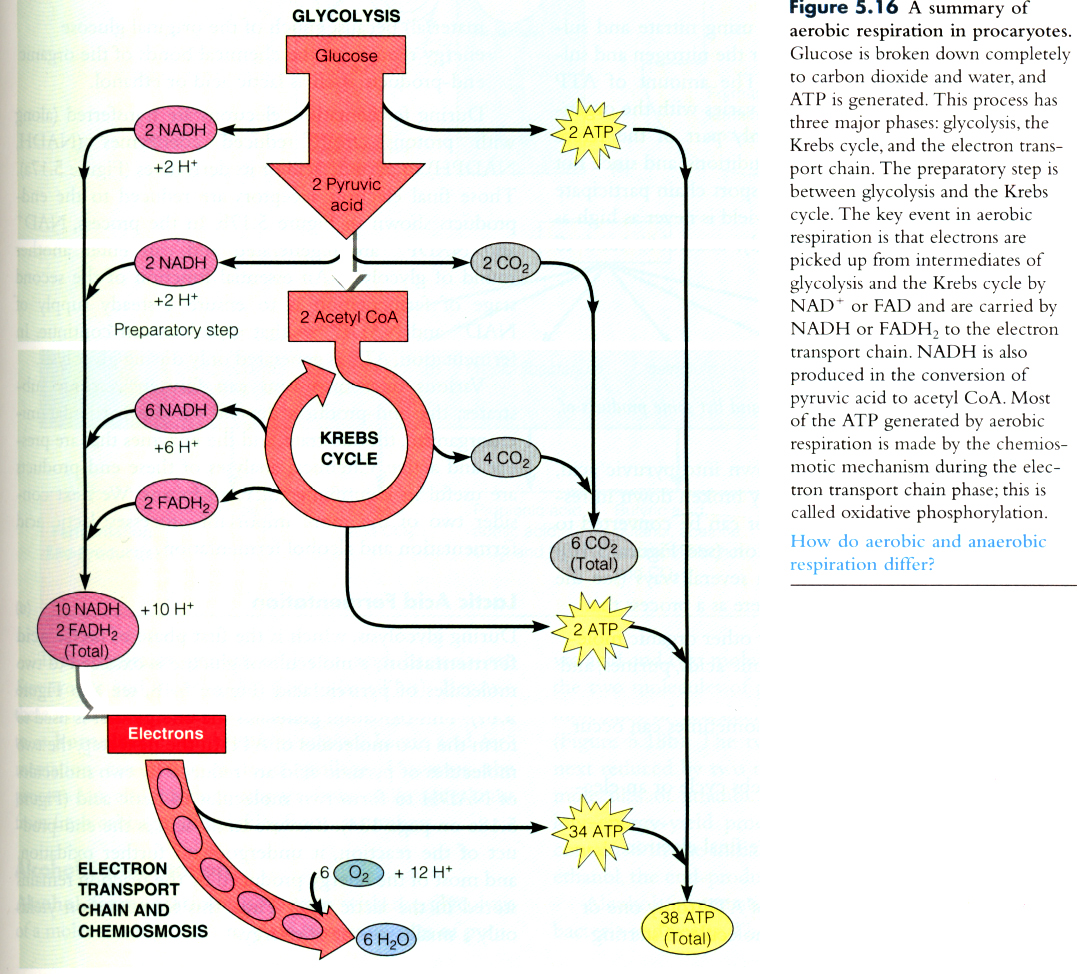 GLYCOLYSIS
Glucose
2 NADH
+2 H+
2 ATP
2 Pyruvic
acid
2 NADH
+2 H+
2 CO2
Preparatory step
2 Acetyl CoA
6 NADH
+6 H+
KREBS
CYCLE
4 CO2
2 FADH2
6 CO2
(Total)
10 NADH
2 FADH2
(Total)
+10 H+
2 ATP
Electrons
34 ATP
ELECTRON
TRANSPORT
CHAIN AND
CHEMIOSMOSIS
6 O2 + 12 H+
6 H2O
38 ATP
(Total)
Figure 5.16 A summary of
aerobic respiration in procaryotes.
Glucose is broken down completely
to carbon dioxide and water, and
ATP is generated. This process has
three major phases: glycolysis, the
Krebs cycle, and the electron trans-
port chain. The preparatory step is
between glycolysis and the Krebs
cycle. The key event in aerobic
respiration is that electrons are
picked up from intermediates of
glycolysis and the Krebs cycle by
NAD+ or FAD and are carried by
NADH or FADH2 to the electron
transport chain. NADH is also
produced in the conversion of
pyruvic acid to acetyl CoA. Most
of the ATP generated by aerobic
respiration is made by the chemios-
motic mechanism during the elec-
tron transport chain phase; this is
called oxidative phosphorylation.
How do aerobic and anaerobic
respiration differ?